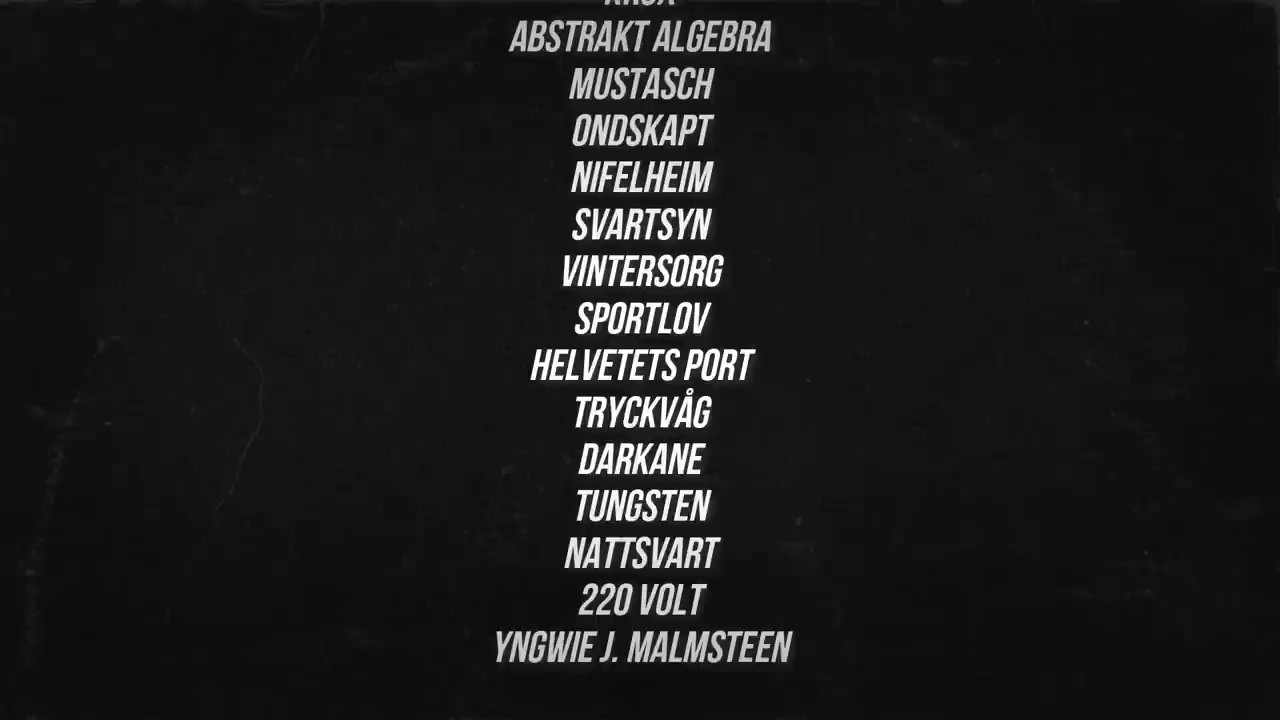 ABSTRAKT ALGEBRA
MUSTASCH
ONDSKAPT
NIFELHEIM
SVARTSYN
VINTERSORG
SPORTLOV
HELVETETS PORT
TRYCKVÅG
DARKANE
TUNGSTEN
NATTSVART
220 VOLT
YNGWIE J. MALMSTEEN